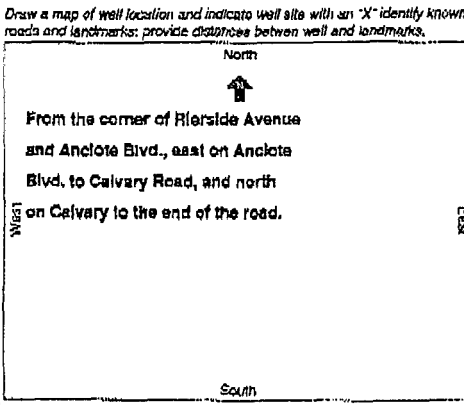 Draw a map of well location and indicate well site with an "X" identify known
roads and landmarks; provide distances betwen well and landmarks.
North
From the corner of Rierside Avenue
and Anclote Blvd., east on Anclote
Blvd. to Calvary Road, and north
on Calvary to the end of the road.
West
East
South